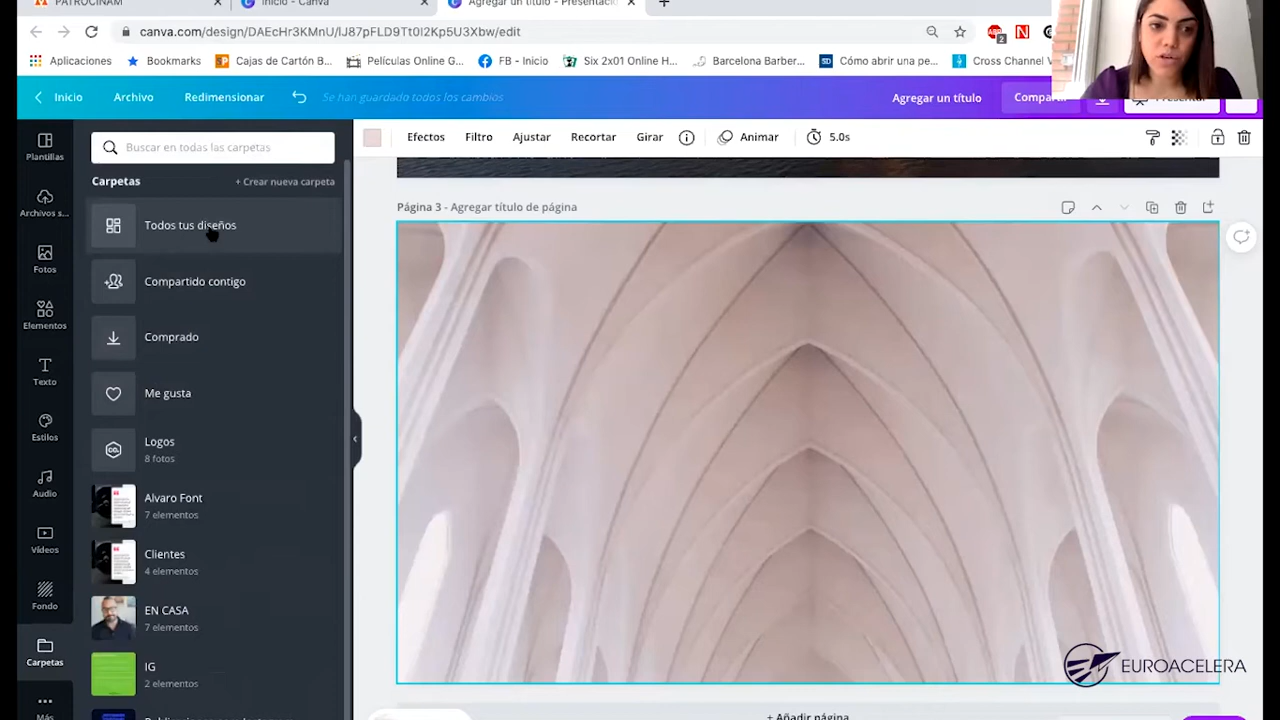 PATROCINAM
Inicio - Canva
Agregar un título - Presentació
canva.com/design/DAEcHr3KMnU/lJ87pFLD9Tt0I2Kp5U3Xbw/edit
2
N
Aplicaciones
Bookmarks
Cajas de Cartón B...
Películas Online G...
FB - Inicio
Six 2x01 Online H...
Barcelona Barber...
Cómo abrir una pe...
Cross Channel
Inicio
Archivo
Redimensionar
Se han guardado todos los cambios
Agregar un título
Compartir
Presentar
Plantillas
Archivos s...
Fotos
Elementos
Texto
Estilos
Audio
Vídeos
Fondo
Carpetas
Más
Buscar en todas las carpetas
Carpetas
+ Crear nueva carpeta
Todos tus diseños
Compartido contigo
Comprado
Me gusta
Logos
8 fotos
Alvaro Font
7 elementos
Clientes
4 elementos
EN CASA
7 elementos
IG
2 elementos
Efectos
Filtro
Ajustar
Recortar
Girar
Animar
5.0s
Página 3 - Agregar título de página
EUROACELERA
+ Añadir página